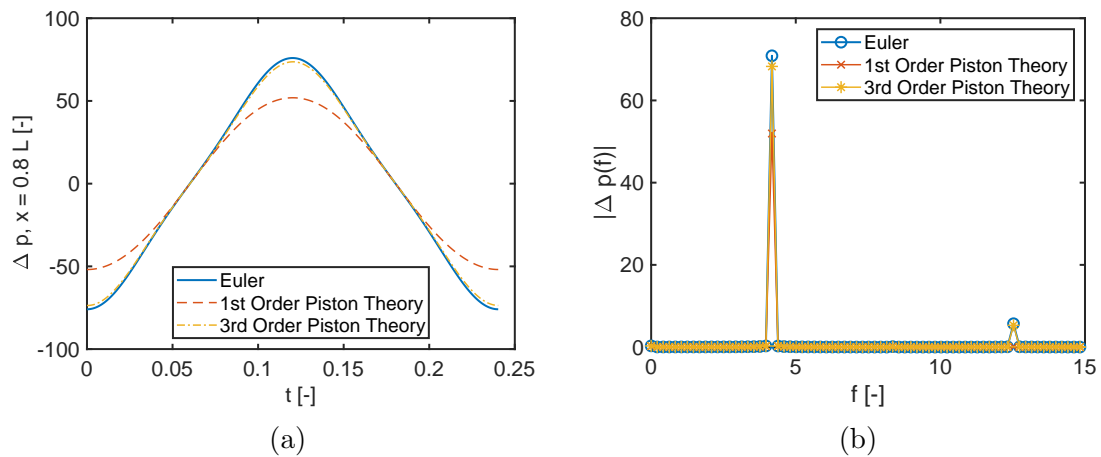 100
50
0
-50
-100
Δ p, x = 0.8 L [-]
Euler
1st Order Piston Theory
3rd Order Piston Theory
0 0.05 0.1 0.15 0.2 0.25
t [-]
(a)
80
60
40
20
0
|Δ p(f)|
Euler
1st Order Piston Theory
3rd Order Piston Theory
0 5 10 15
f [-]
(b)